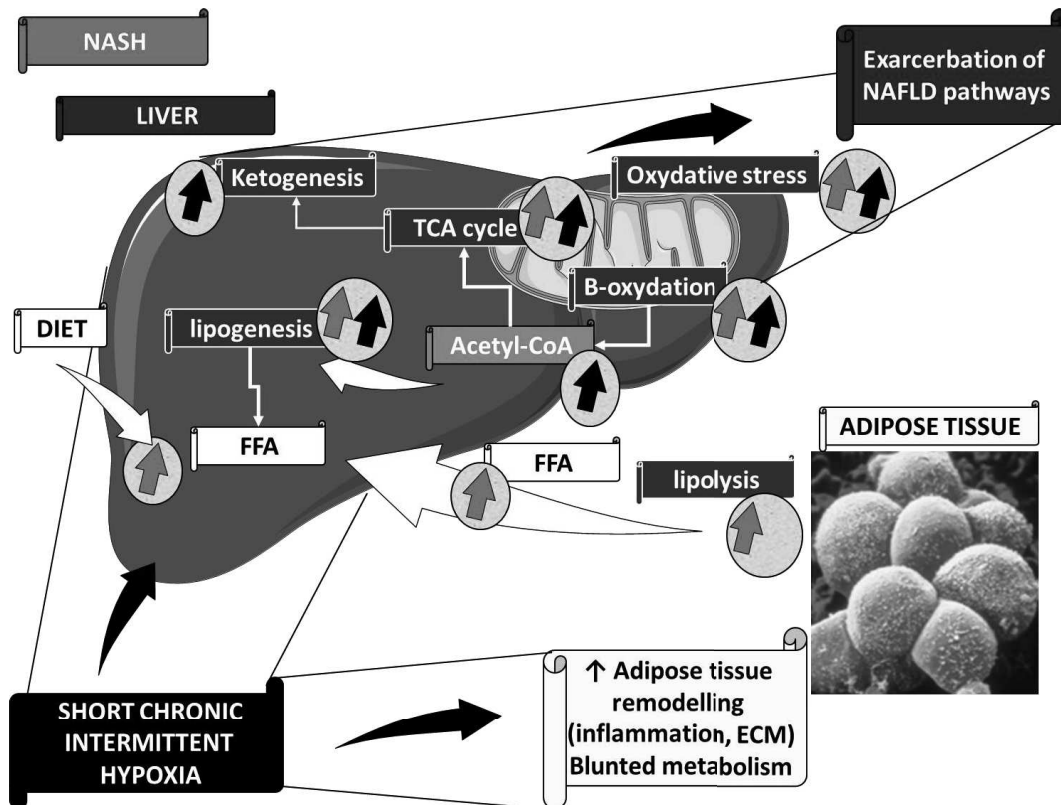 NASH
LIVER
Exarcerbation of
NAFLD pathways
Ketogenesis
Oxydative stress
TCA cycle
B-oxydation
DIET
lipogenesis
Acetyl-CoA
FFA
FFA
lipolysis
ADIPOSE TISSUE
SHORT CHRONIC
INTERMITTENT
HYPOXIA
↑ Adipose tissue
remodelling
(inflammation, ECM)
Blunted metabolism